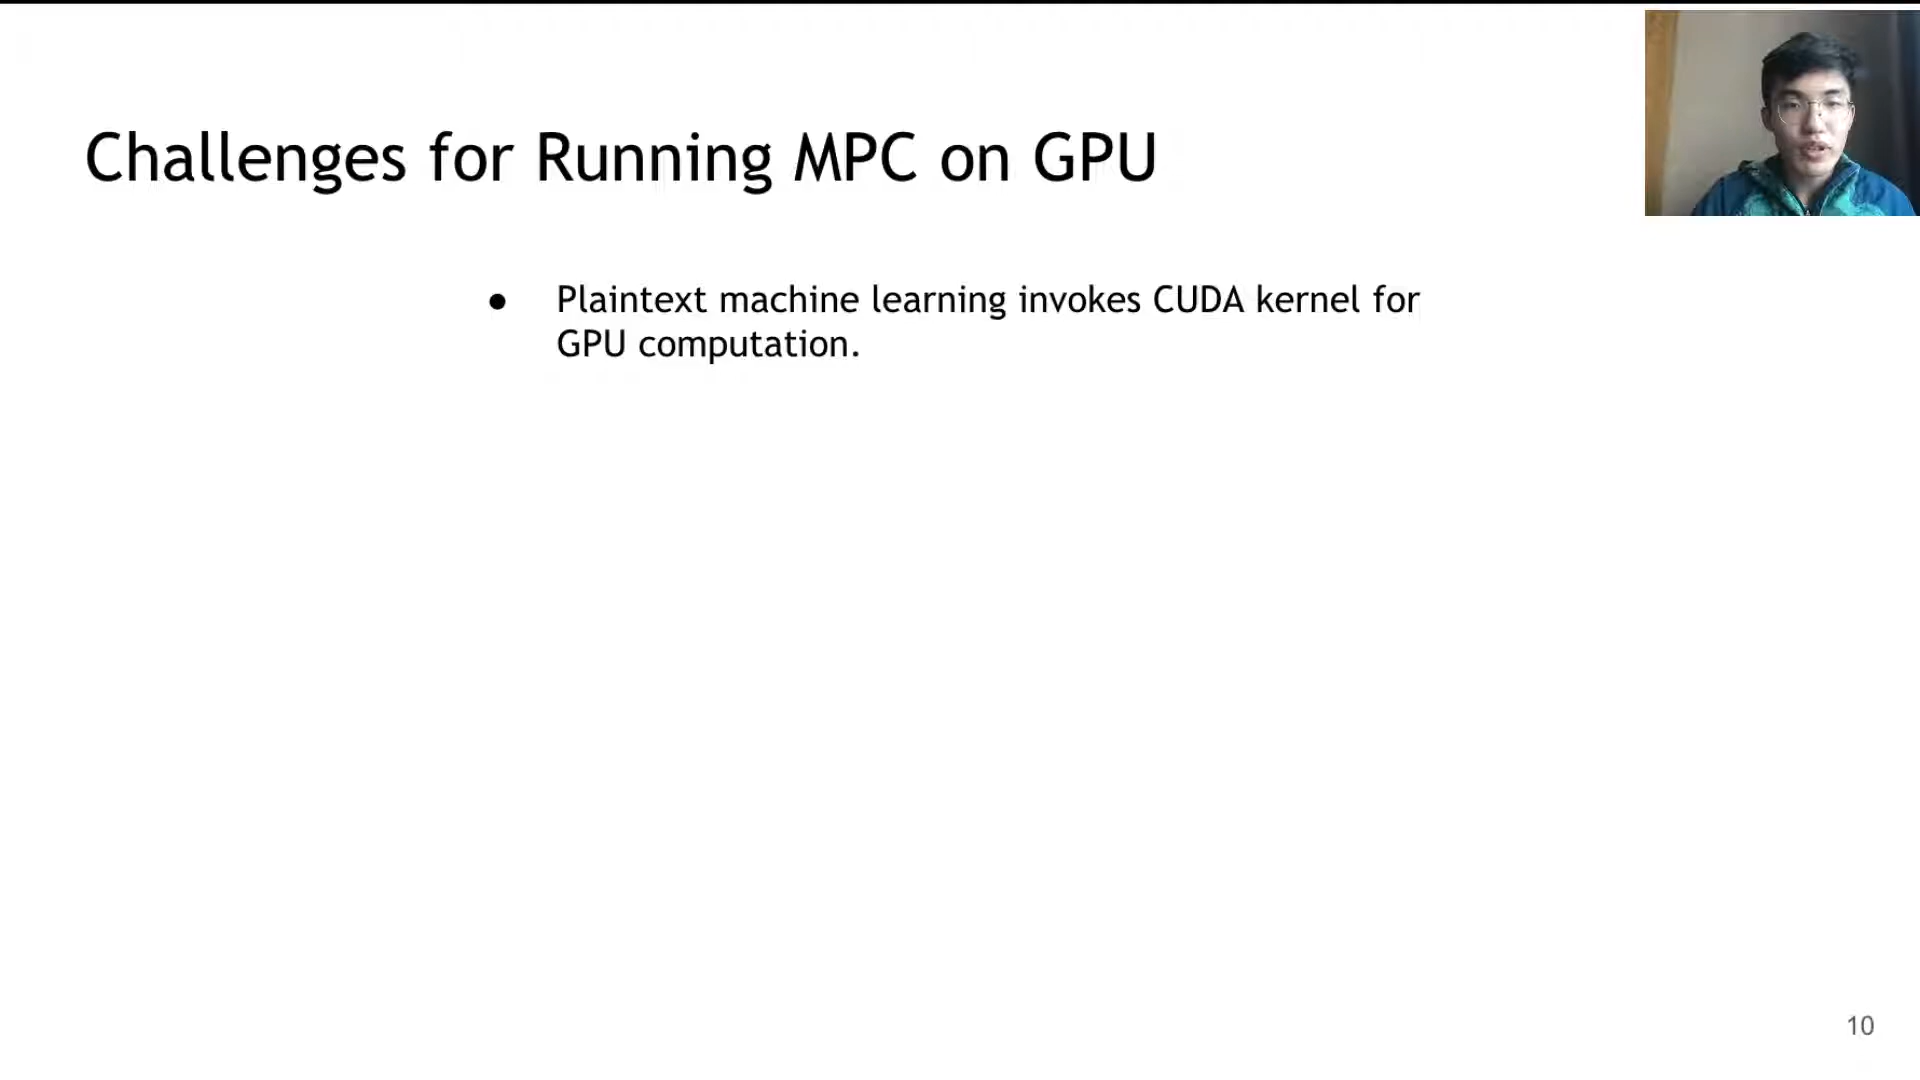 Challenges for Running MPC on GPU
● Plaintext machine learning invokes CUDA kernel for
GPU computation.
10